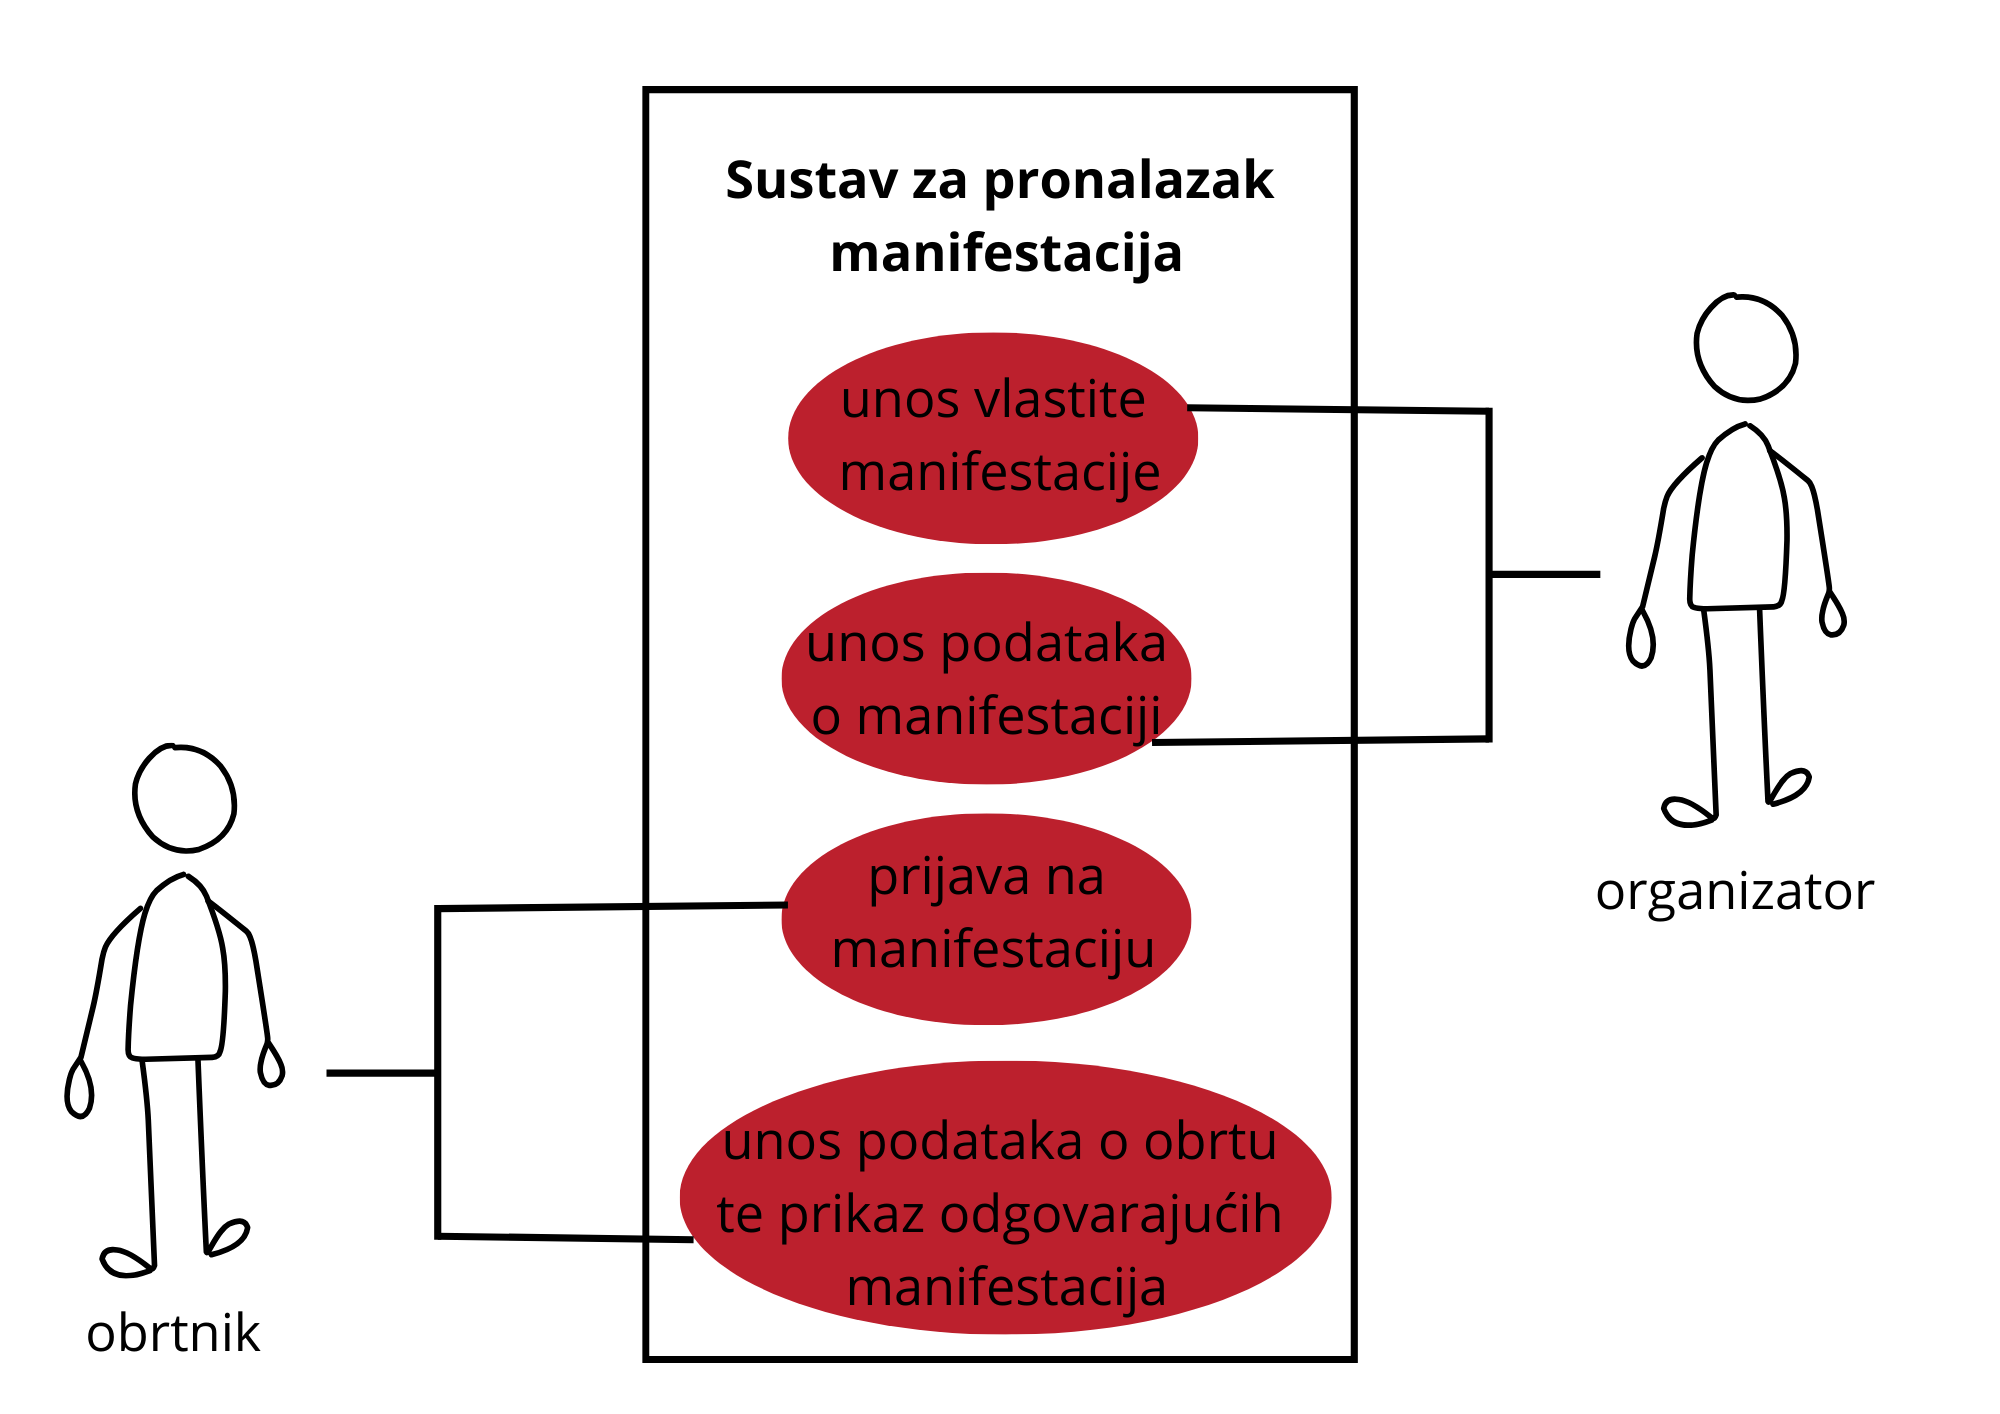 Sustav za pronalazak
manifestacija
unos vlastite
manifestacije
unos podataka
o manifestaciji
prijava na
manifestaciju
unos podataka o obrtu
te prikaz odgovarajućih
manifestacija
organizator
obrtnik